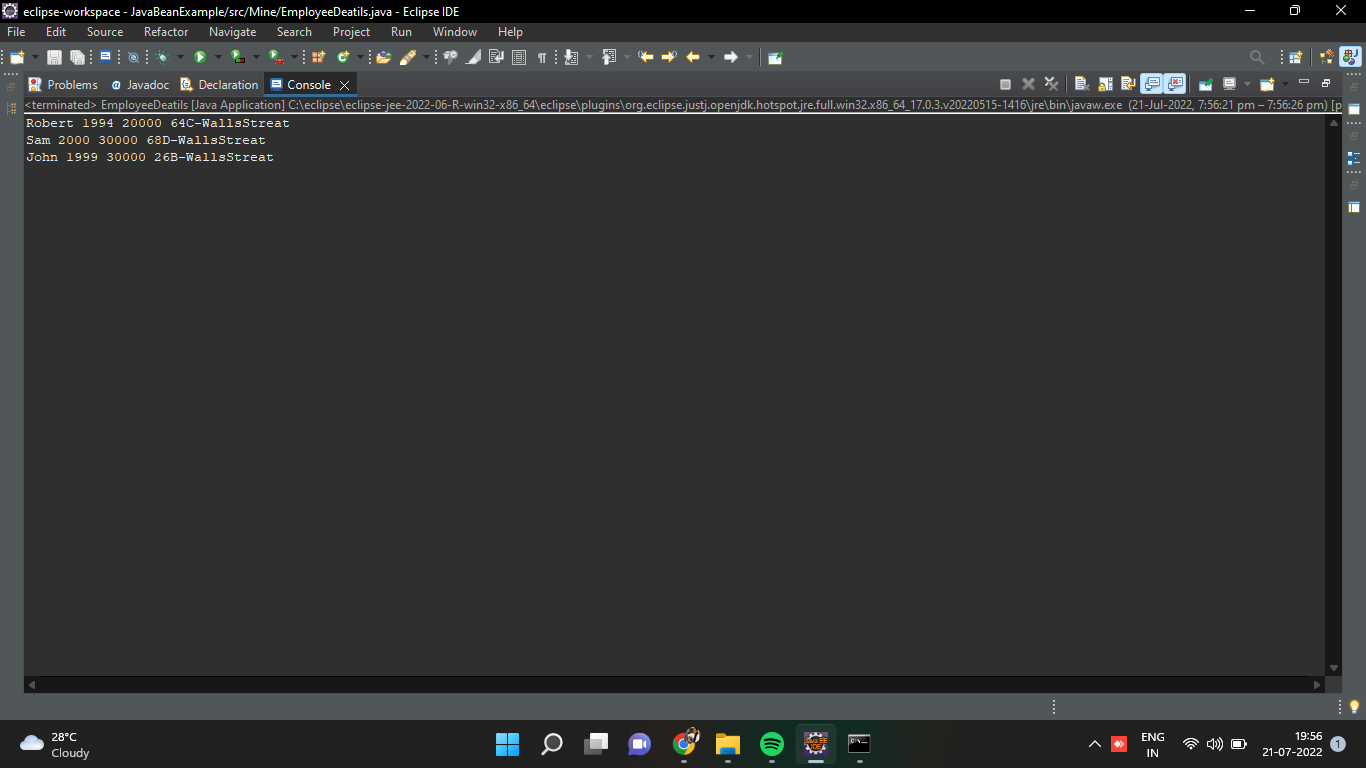 eclipse-workspace - JavaBeanExample/src/Mine/EmployeeDeatils.java - Eclipse IDE
File Edit Source Refactor Navigate Search Project Run Window Help
Problems @ Javadoc Declaration Console
<terminated> EmployeeDeatils [Java Application] C:\eclipse\eclipse-jee-2022-06-R-win32-x86_64\eclipse\plugins\org.eclipse.justj.openjdk.hotspot.jre.full.win32.x86_64_17.0.3.v20220515-1416\jre\bin\javaw.exe (21-Jul-2022, 7:56:21 pm – 7:56:26 pm) [p
Robert 1994 20000 64C-WallsStreat
Sam 2000 30000 68D-WallsStreat
John 1999 30000 26B-WallsStreat
28°C
Cloudy
ENG
IN
19:56
21-07-2022
1